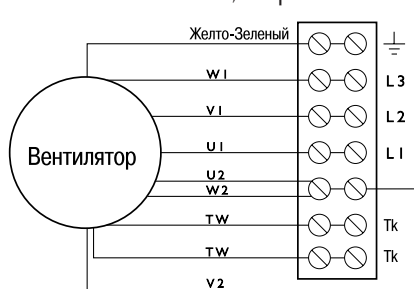 Желто-Зеленый
W1 L3
V1 L2
Вентилятор U1 L1
U2
W2
TW Tk
TW Tk
V2